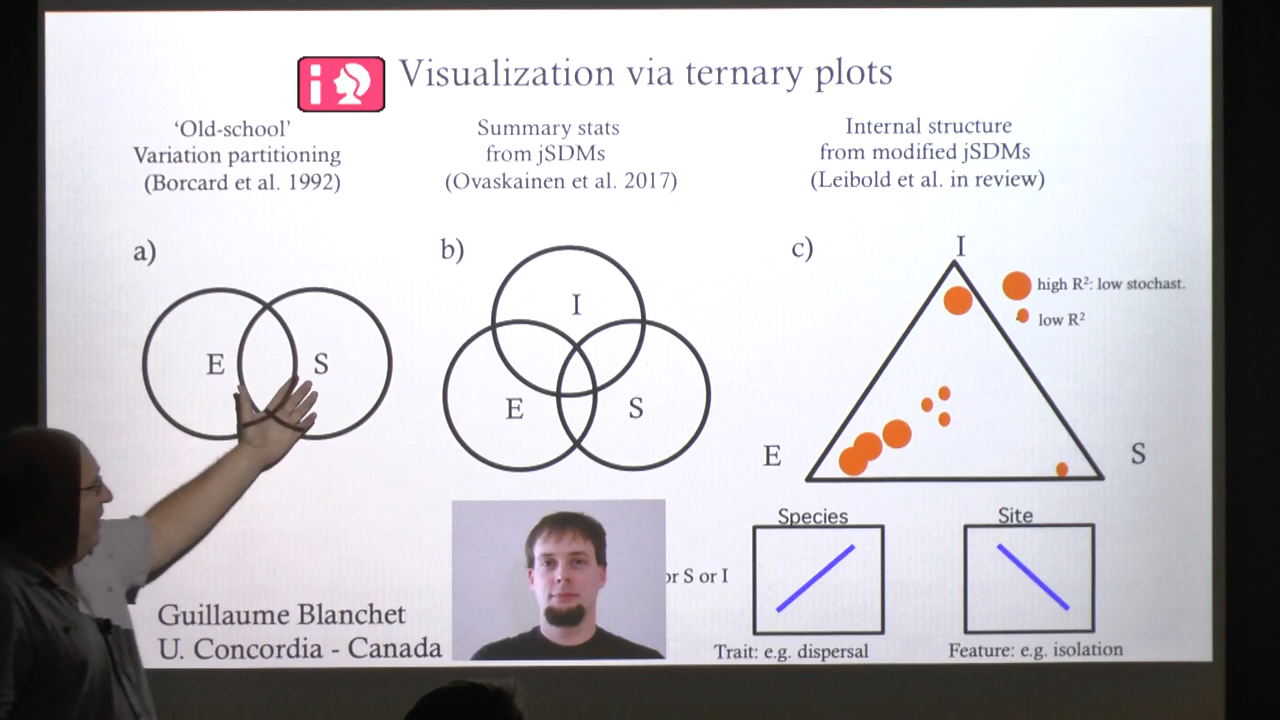 i
Visualization via ternary plots
'Old-school'
Variation partitioning
(Borcard et al. 1992)
Summary stats
from jSDMs
(Ovaskainen et al. 2017)
Internal structure
from modified jSDMs
(Leibold et al. in review)
a)
E
S
b)
I
E
S
c)
I
E
S
high R²: low stochast.
low R²
or S or I
Species
Site
Trait: e.g. dispersal
Feature: e.g. isolation
Guillaume Blanchet
U. Concordia - Canada